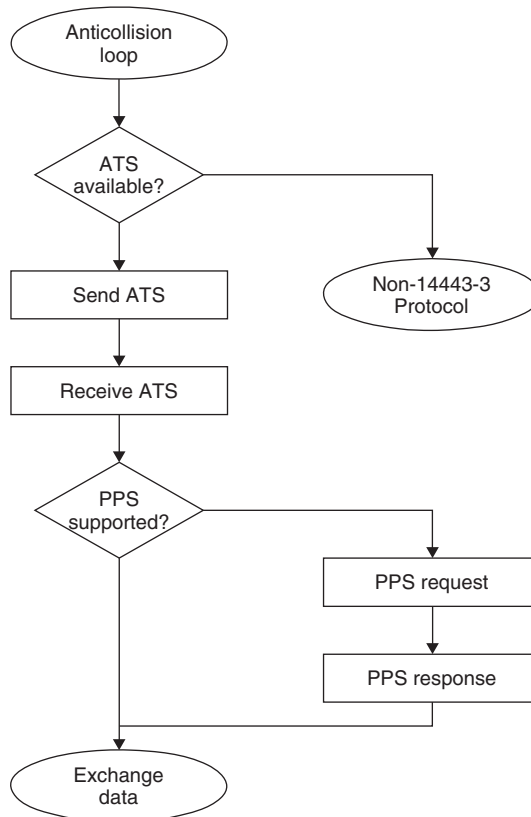 Anticollision
loop
ATS
available?
Send ATS
Non-14443-3
Protocol
Receive ATS
PPS
supported?
PPS request
PPS response
Exchange
data